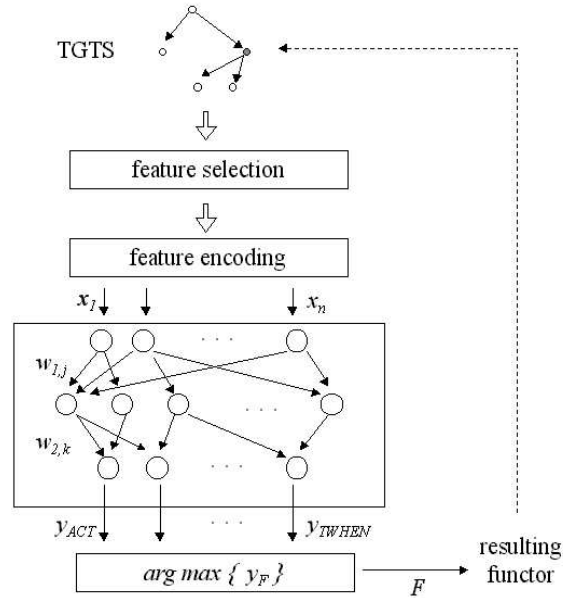 TGTS
feature selection
feature encoding
x1 xn
. . .
w1,j
. . .
w2,k
. . .
yACT . . . . yTWHEN
arg max { yF }
F
resulting
functor